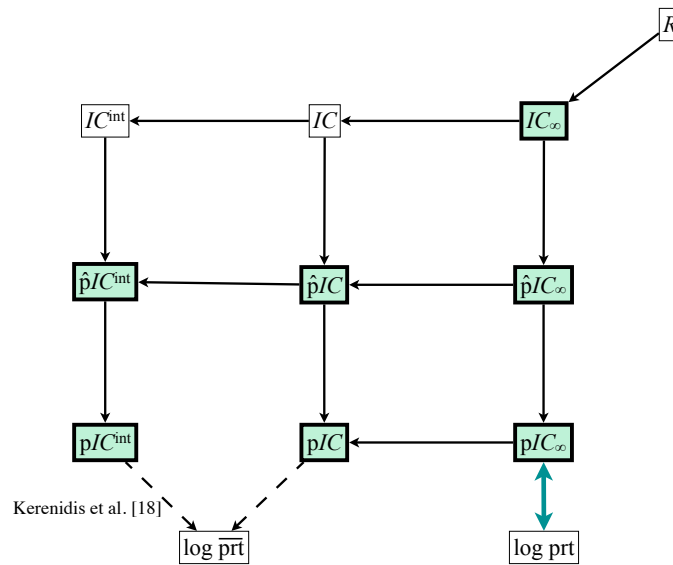 R
IC^int IC IC∞
p̂IC^int p̂IC p̂IC∞
pIC^int pIC pIC∞
Kerenidis et al. [18]
log p̅r̅t̅ log prt